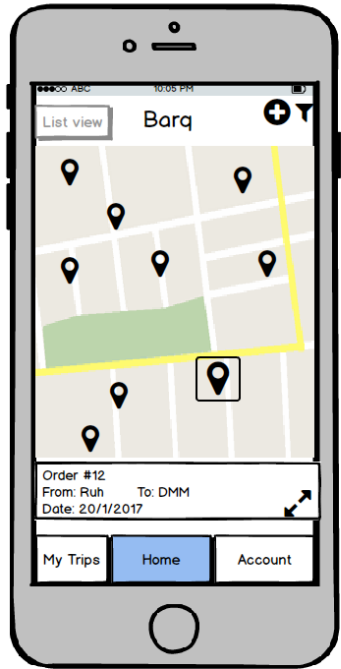 ABC
10:05 PM
List view
Barq
Order #12
From: Ruh To: DMM
Date: 20/1/2017
My Trips
Home
Account